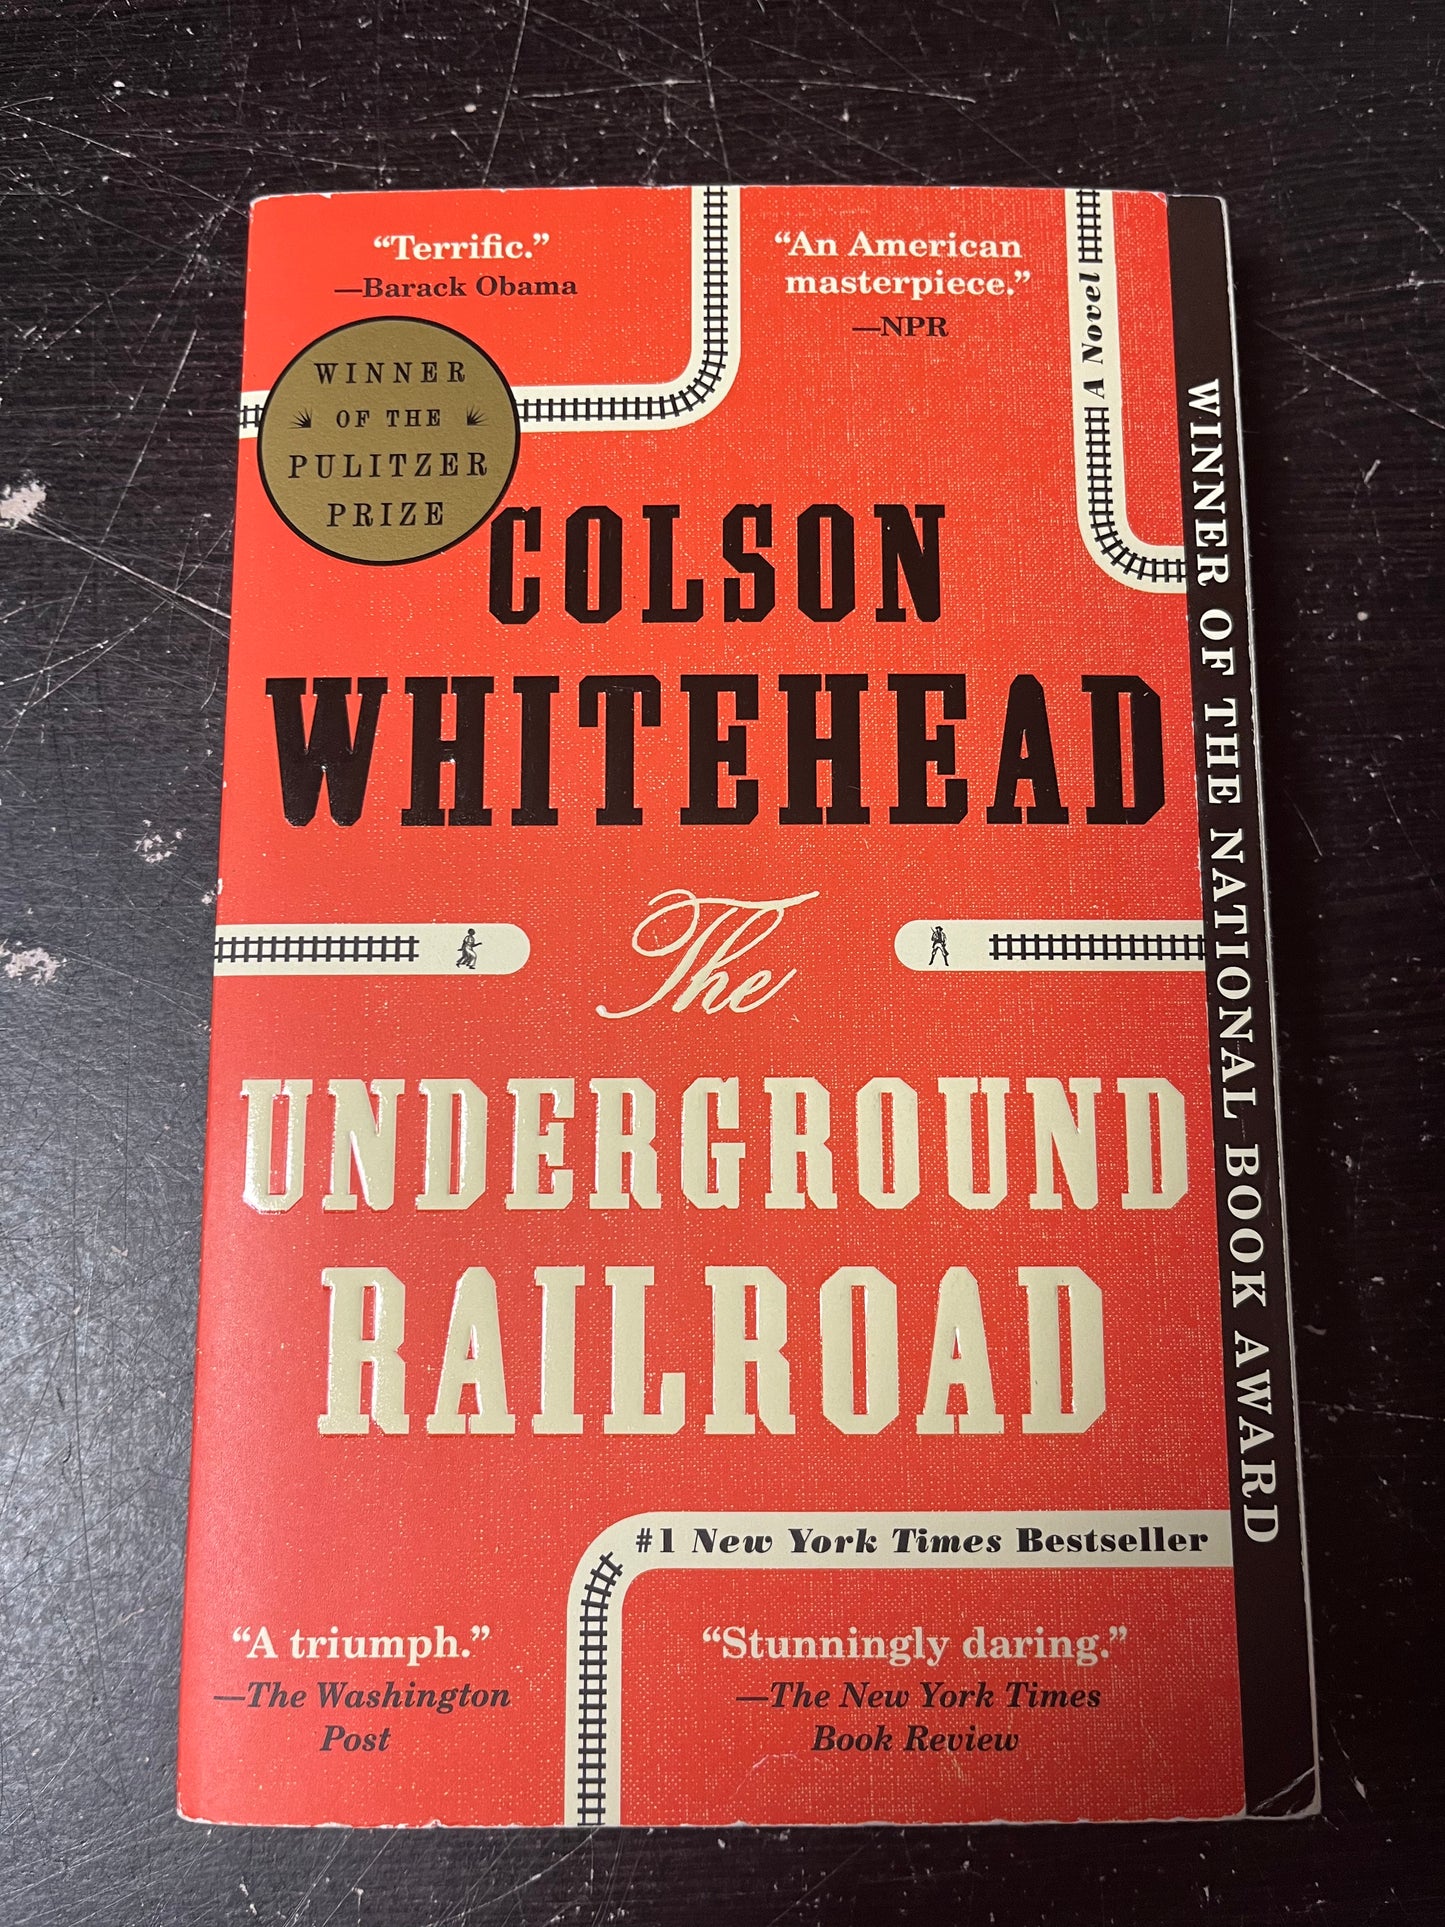 “Terrific.”
—Barack Obama
“An American
masterpiece.”
—NPR
A Novel
WINNER
OF THE
PULITZER
PRIZE
COLSON
WHITEHEAD
The
UNDERGROUND
RAILROAD
#1 New York Times Bestseller
“A triumph.”
—The Washington
Post
“Stunningly daring.”
—The New York Times
Book Review
WINNER OF THE NATIONAL BOOK AWARD